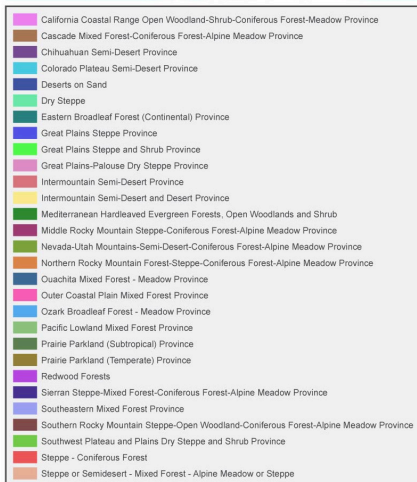 California Coastal Range Open Woodland-Shrub-Coniferous Forest-Meadow Province
Cascade Mixed Forest-Coniferous Forest-Alpine Meadow Province
Chihuahuan Semi-Desert Province
Colorado Plateau Semi-Desert Province
Deserts on Sand
Dry Steppe
Eastern Broadleaf Forest (Continental) Province
Great Plains Steppe Province
Great Plains Steppe and Shrub Province
Great Plains-Palouse Dry Steppe Province
Intermountain Semi-Desert Province
Intermountain Semi-Desert and Desert Province
Mediterranean Hardleaved Evergreen Forests, Open Woodlands and Shrub
Middle Rocky Mountain Steppe-Coniferous Forest-Alpine Meadow Province
Nevada-Utah Mountains-Semi-Desert-Coniferous Forest-Alpine Meadow Province
Northern Rocky Mountain Forest-Steppe-Coniferous Forest-Alpine Meadow Province
Ouachita Mixed Forest - Meadow Province
Outer Coastal Plain Mixed Forest Province
Ozark Broadleaf Forest - Meadow Province
Pacific Lowland Mixed Forest Province
Prairie Parkland (Subtropical) Province
Prairie Parkland (Temperate) Province
Redwood Forests
Sierran Steppe-Mixed Forest-Coniferous Forest-Alpine Meadow Province
Southeastern Mixed Forest Province
Southern Rocky Mountain Steppe-Open Woodland-Coniferous Forest-Alpine Meadow Province
Southwest Plateau and Plains Dry Steppe and Shrub Province
Steppe - Coniferous Forest
Steppe or Semidesert - Mixed Forest - Alpine Meadow or Steppe